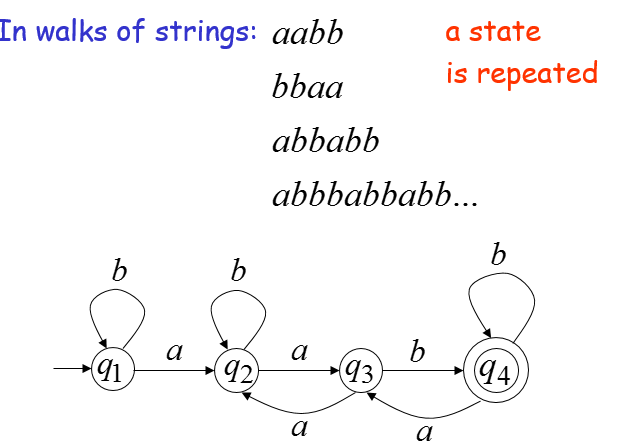 In walks of strings: aabb a state
bbaa is repeated
abbabb
abbbabbabb...
b b b
q1 a q2 a q3 b q4
a a